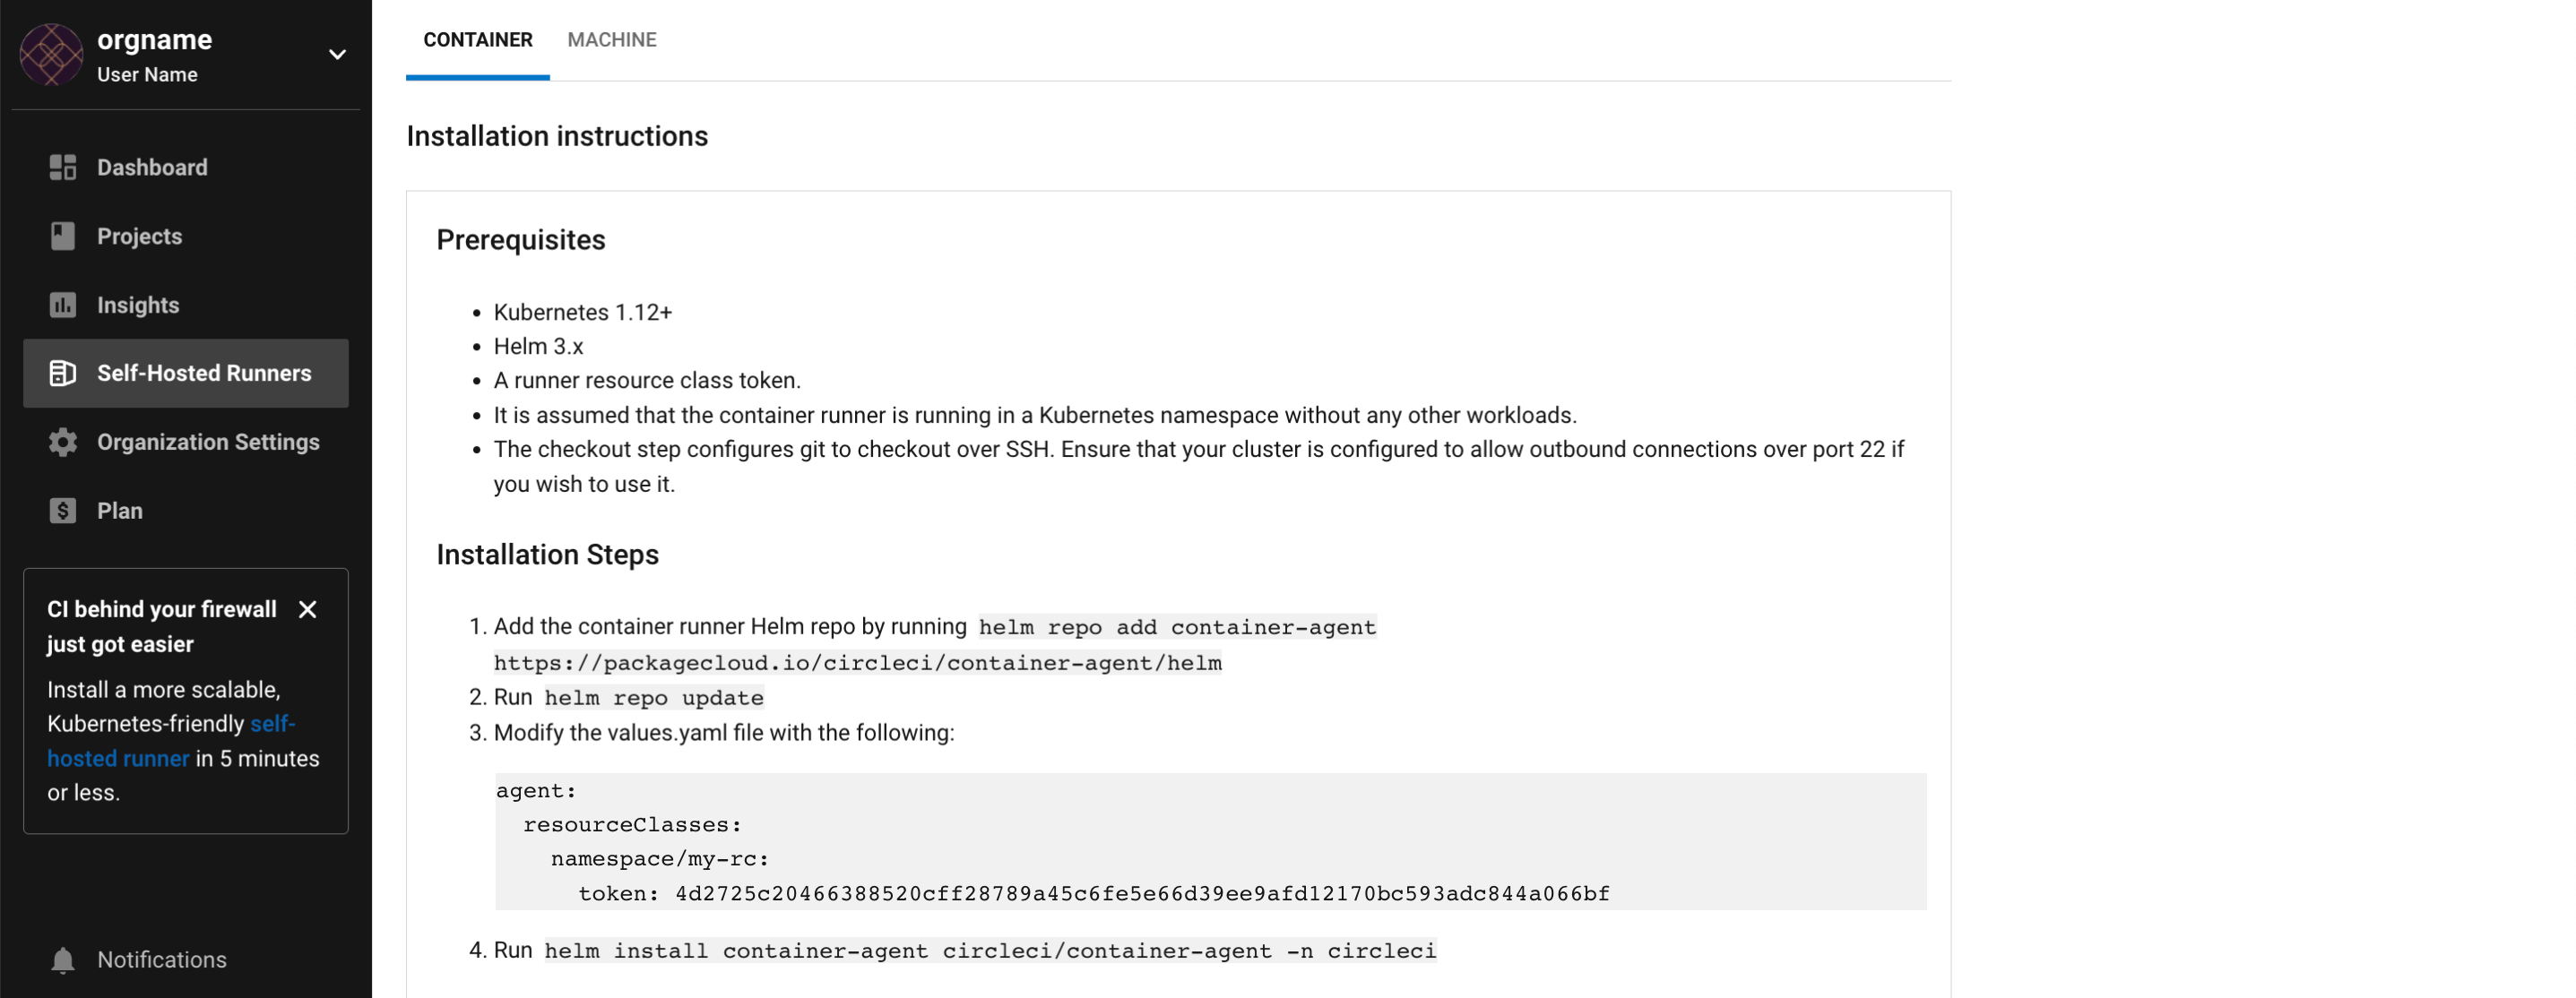 orgname
User Name
Dashboard
Projects
Insights
Self-Hosted Runners
Organization Settings
Plan
CI behind your firewall
just got easier
Install a more scalable,
Kubernetes-friendly self-
hosted runner in 5 minutes
or less.
Notifications
CONTAINER MACHINE
Installation instructions
Prerequisites
• Kubernetes 1.12+
• Helm 3.x
• A runner resource class token.
• It is assumed that the container runner is running in a Kubernetes namespace without any other workloads.
• The checkout step configures git to checkout over SSH. Ensure that your cluster is configured to allow outbound connections over port 22 if
you wish to use it.
Installation Steps
1. Add the container runner Helm repo by running helm repo add container-agent
https://packagecloud.io/circleci/container-agent/helm
2. Run helm repo update
3. Modify the values.yaml file with the following:
agent:
  resourceClasses:
    namespace/my-rc:
      token: 4d2725c20466388520cff28789a45c6fe5e66d39ee9afd12170bc593adc844a066bf
4. Run helm install container-agent circleci/container-agent -n circleci